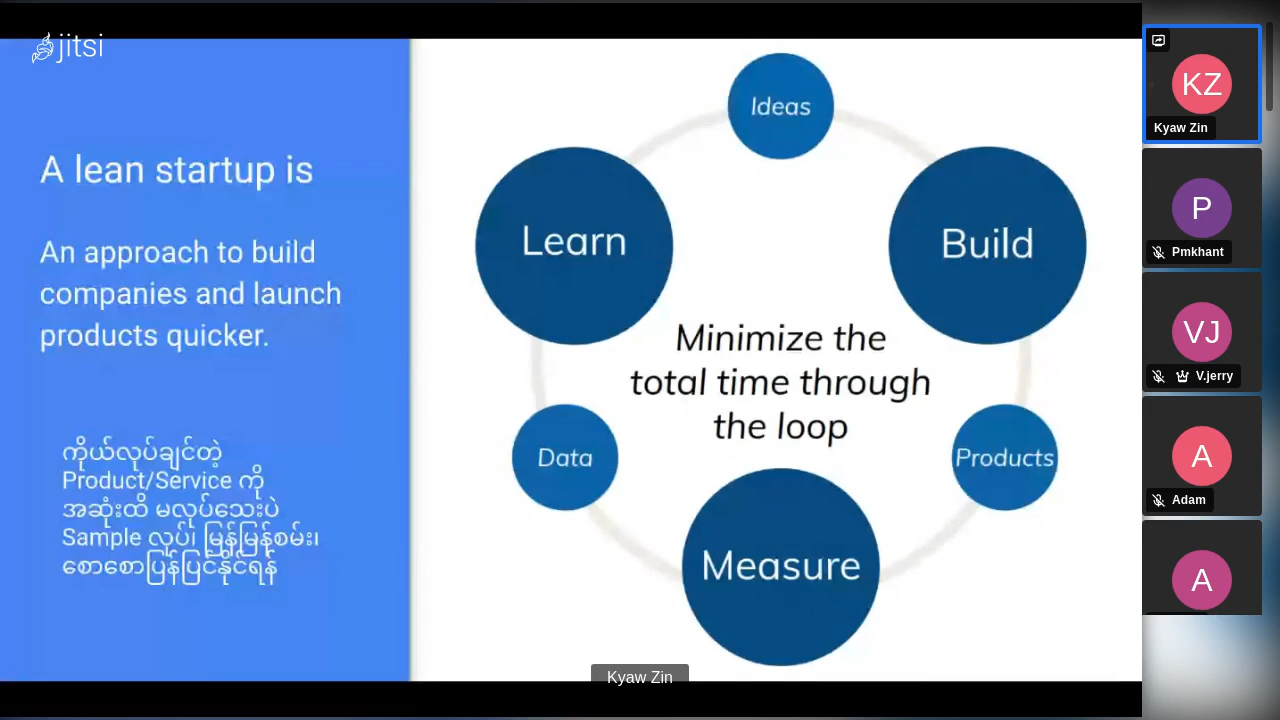 jitsi
A lean startup is
An approach to build
companies and launch
products quicker.
ကိုယ်လုပ်ချင်တဲ့
Product/Service ကို
အဆုံးထိ မလုပ်သေးပဲ
Sample လုပ်၊ မြန်မြန်စမ်း၊
စောစောပြန်ပြင်နိုင်ရန်
Ideas
Learn
Build
Minimize the
total time through
the loop
Data
Products
Measure
Kyaw Zin
KZ
Kyaw Zin
P
Pmkhant
VJ
V.jerry
A
Adam
A